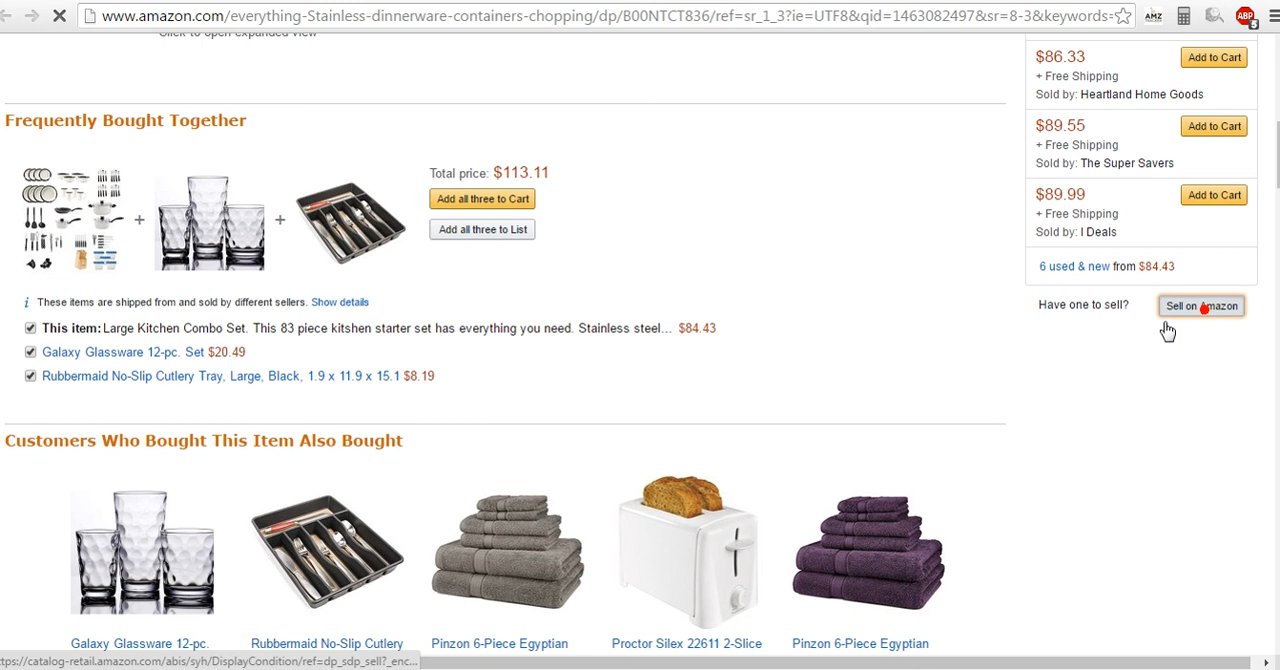 www.amazon.com/everything-Stainless-dinnerware-containers-chopping/dp/B00NTCT836/ref=sr_1_3?ie=UTF8&qid=1463082497&sr=8-3&keywords=
AMZ
ABP
5
Click to open expanded view
$86.33
Add to Cart
+ Free Shipping
Sold by: Heartland Home Goods
Frequently Bought Together
$89.55
Add to Cart
+ Free Shipping
Sold by: The Super Savers
Total price: $113.11
Add all three to Cart
Add all three to List
+
+
$89.99
Add to Cart
+ Free Shipping
Sold by: I Deals
6 used & new from $84.43
Have one to sell?
Sell on Amazon
i These items are shipped from and sold by different sellers. Show details
This item: Large Kitchen Combo Set. This 83 piece kitshen starter set has everything you need. Stainless steel... $84.43
Galaxy Glassware 12-pc. Set $20.49
Rubbermaid No-Slip Cutlery Tray, Large, Black, 1.9 x 11.9 x 15.1 $8.19
Customers Who Bought This Item Also Bought
Galaxy Glassware 12-pc.
Rubbermaid No-Slip Cutlery
Pinzon 6-Piece Egyptian
Proctor Silex 22611 2-Slice
Pinzon 6-Piece Egyptian
ttps://catalog-retail.amazon.com/abis/syh/DisplayCondition/ref=dp_sdp_sell?_enc...